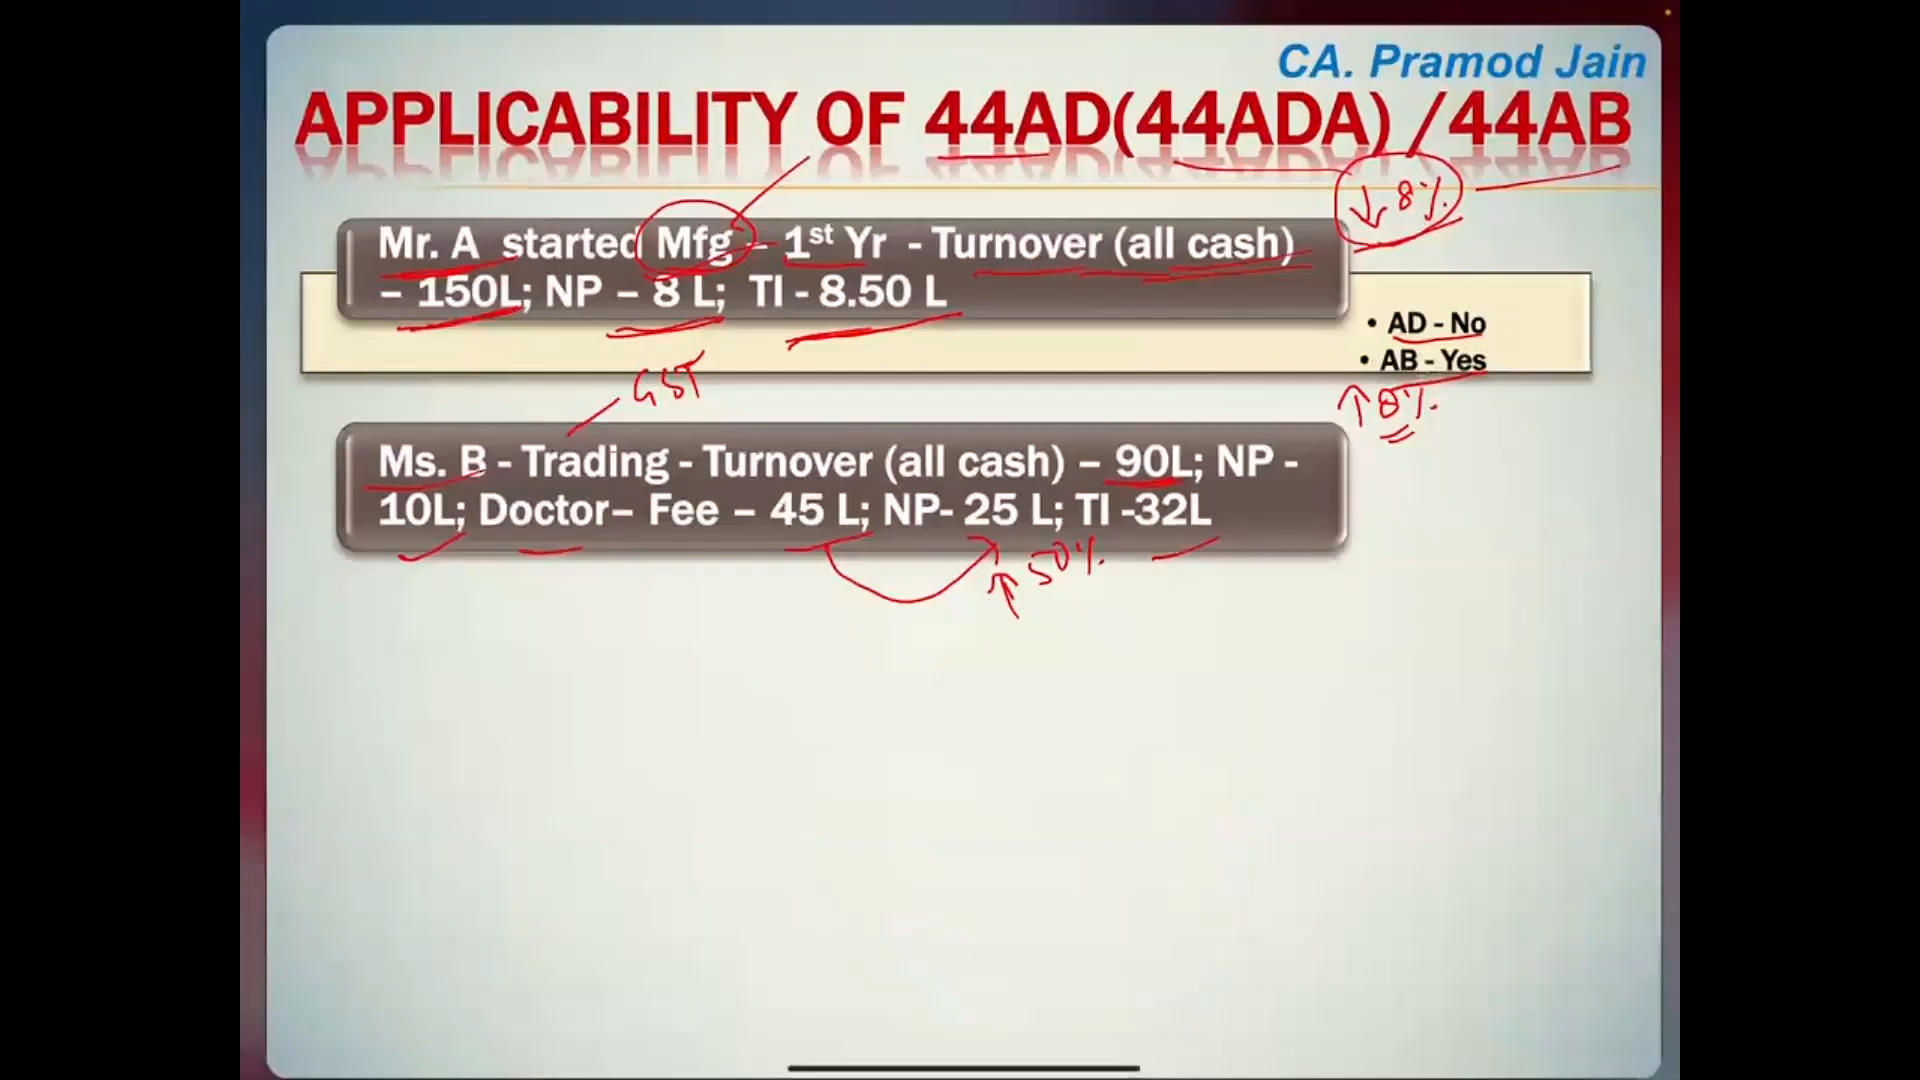 CA. Pramod Jain
APPLICABILITY OF 44AD(44ADA) /44AB
↓ 8%
Mr. A started Mfg – 1st Yr - Turnover (all cash)
– 150L; NP – 8 L; TI - 8.50 L
• AD - No
• AB - Yes
GST
↑ 8%
Ms. B - Trading - Turnover (all cash) – 90L; NP -
10L; Doctor– Fee – 45 L; NP- 25 L; TI -32L
↑ 50%